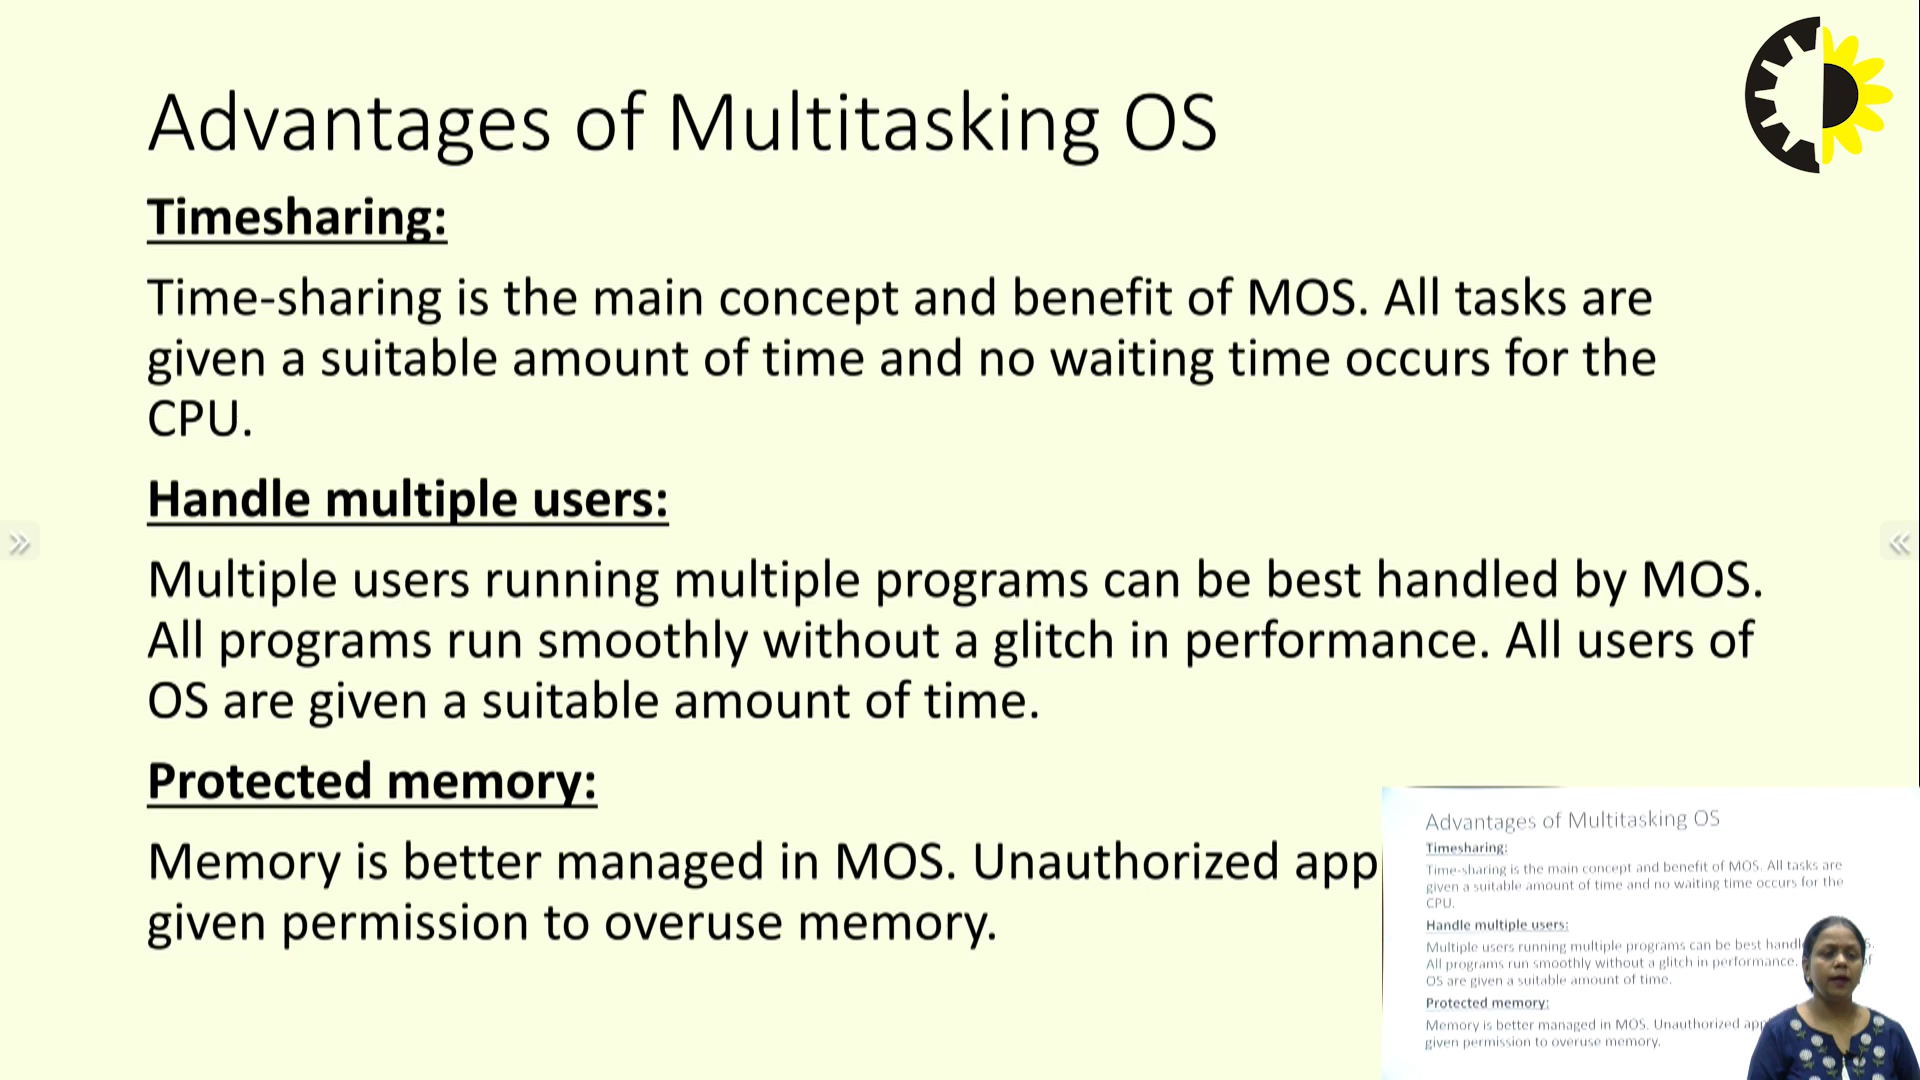 Advantages of Multitasking OS
Timesharing:
Time-sharing is the main concept and benefit of MOS. All tasks are
given a suitable amount of time and no waiting time occurs for the
CPU.
Handle multiple users:
Multiple users running multiple programs can be best handled by MOS.
All programs run smoothly without a glitch in performance. All users of
OS are given a suitable amount of time.
Protected memory:
Memory is better managed in MOS. Unauthorized app
given permission to overuse memory.
Advantages of Multitasking OS
Timesharing:
Time-sharing is the main concept and benefit of MOS. All tasks are
given a suitable amount of time and no waiting time occurs for the
CPU.
Handle multiple users:
Multiple users running multiple programs can be best
All programs run smoothly without a glitch in performance.
OS are given a suitable amount of time.
Protected memory:
Memory is better managed in MOS. Unauthorized app
given permission to overuse memory.